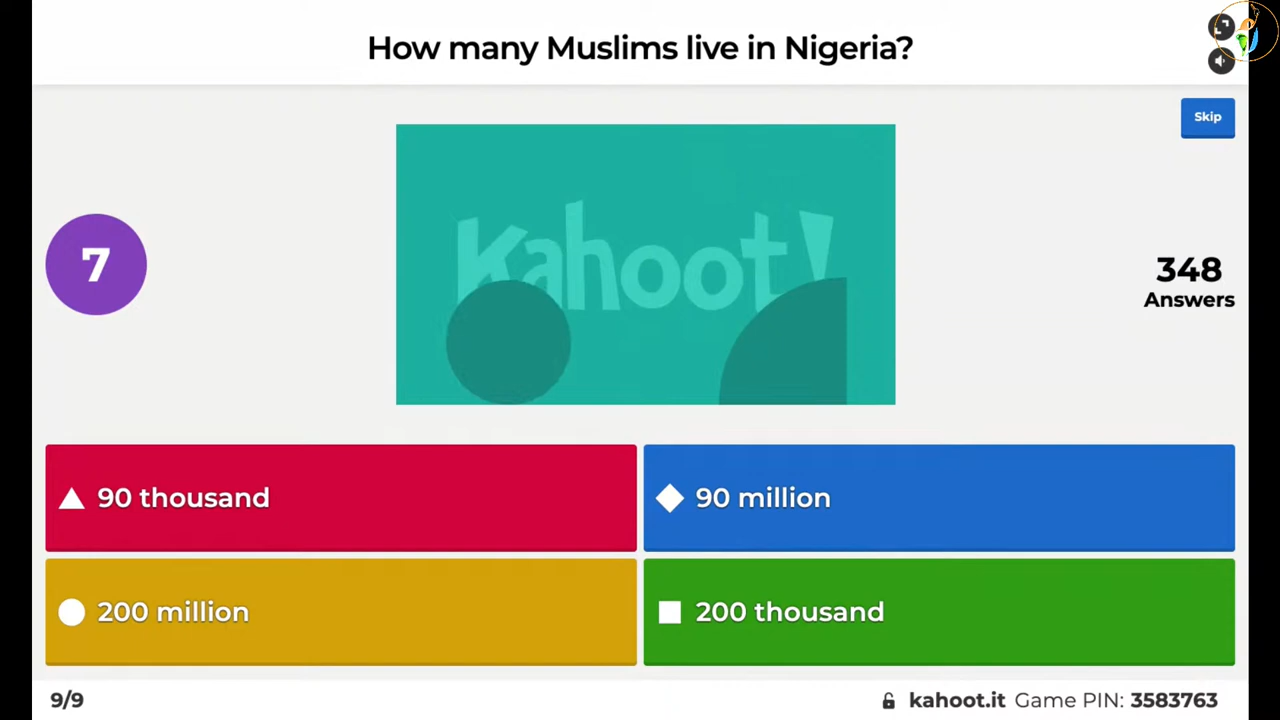 How many Muslims live in Nigeria?
Skip
7
Kahoot!
348
Answers
90 thousand
90 million
200 million
200 thousand
9/9
kahoot.it Game PIN: 3583763